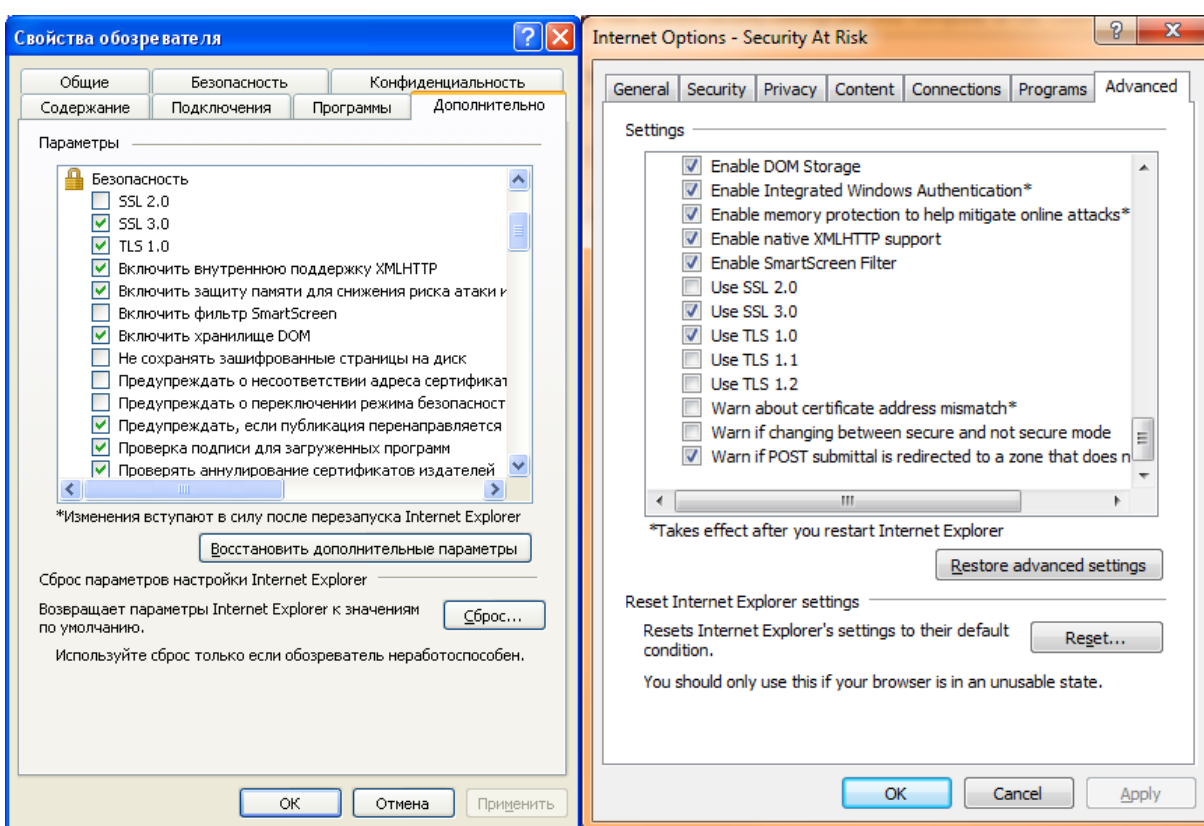 Свойства обозревателя
Общие
Безопасность
Конфиденциальность
Содержание
Подключения
Программы
Дополнительно
Параметры
Безопасность
SSL 2.0
SSL 3.0
TLS 1.0
Включить внутреннюю поддержку XMLHTTP
Включить защиту памяти для снижения риска атаки и
Включить фильтр SmartScreen
Включить хранилище DOM
Не сохранять зашифрованные страницы на диск
Предупреждать о несоответствии адреса сертификат
Предупреждать о переключении режима безопасност
Предупреждать, если публикация перенаправляется
Проверка подписи для загруженных программ
Проверять аннулирование сертификатов издателей
*Изменения вступают в силу после перезапуска Internet Explorer
Восстановить дополнительные параметры
Сброс параметров настройки Internet Explorer
Возвращает параметры Internet Explorer к значениям
по умолчанию.
Сброс...
Используйте сброс только если обозреватель неработоспособен.
ОК
Отмена
Применить
Internet Options - Security At Risk
General
Security
Privacy
Content
Connections
Programs
Advanced
Settings
Enable DOM Storage
Enable Integrated Windows Authentication*
Enable memory protection to help mitigate online attacks*
Enable native XMLHTTP support
Enable SmartScreen Filter
Use SSL 2.0
Use SSL 3.0
Use TLS 1.0
Use TLS 1.1
Use TLS 1.2
Warn about certificate address mismatch*
Warn if changing between secure and not secure mode
Warn if POST submittal is redirected to a zone that does n
*Takes effect after you restart Internet Explorer
Restore advanced settings
Reset Internet Explorer settings
Resets Internet Explorer's settings to their default
condition.
Reset...
You should only use this if your browser is in an unusable state.
OK
Cancel
Apply